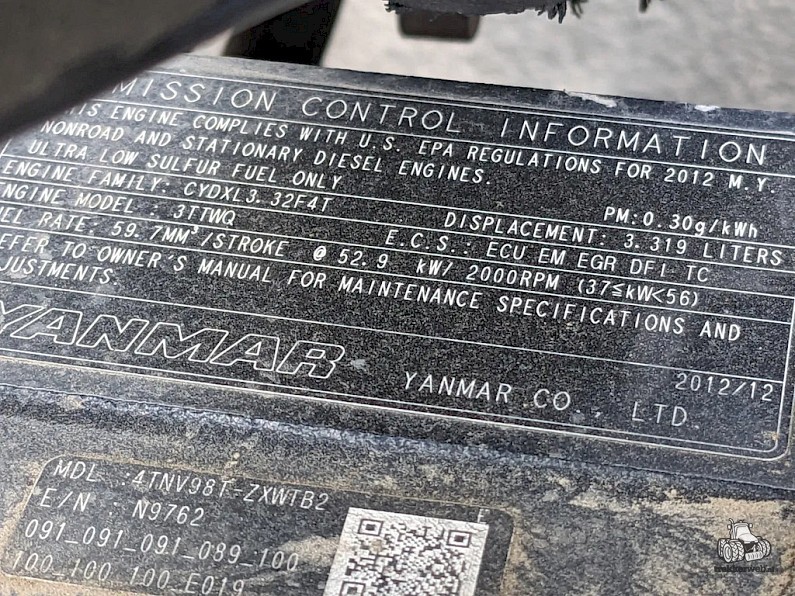 MISSION CONTROL INFORMATION
THIS ENGINE COMPLIES WITH U.S. EPA REGULATIONS FOR 2012 M.Y.
NONROAD AND STATIONARY DIESEL ENGINES.
ULTRA LOW SULFUR FUEL ONLY PM:0.30g/kWh
ENGINE FAMILY: CYDXL3.32F4T DISPLACEMENT: 3.319 LITERS
ENGINE MODEL : 3TTWQ E.C.S.: ECU EM EGR DFI TC
UEL RATE: 59.7MM³/STROKE @ 52.9 kW/ 2000RPM (37≤kW<56)
EFER TO OWNER'S MANUAL FOR MAINTENANCE SPECIFICATIONS AND
JUSTMENTS.
YANMAR YANMAR CO., LTD. 2012/12
MDL : 4TNV98T-ZXWTB2
E/N : N9762
091_091_091_089_100
100_100_100_E019